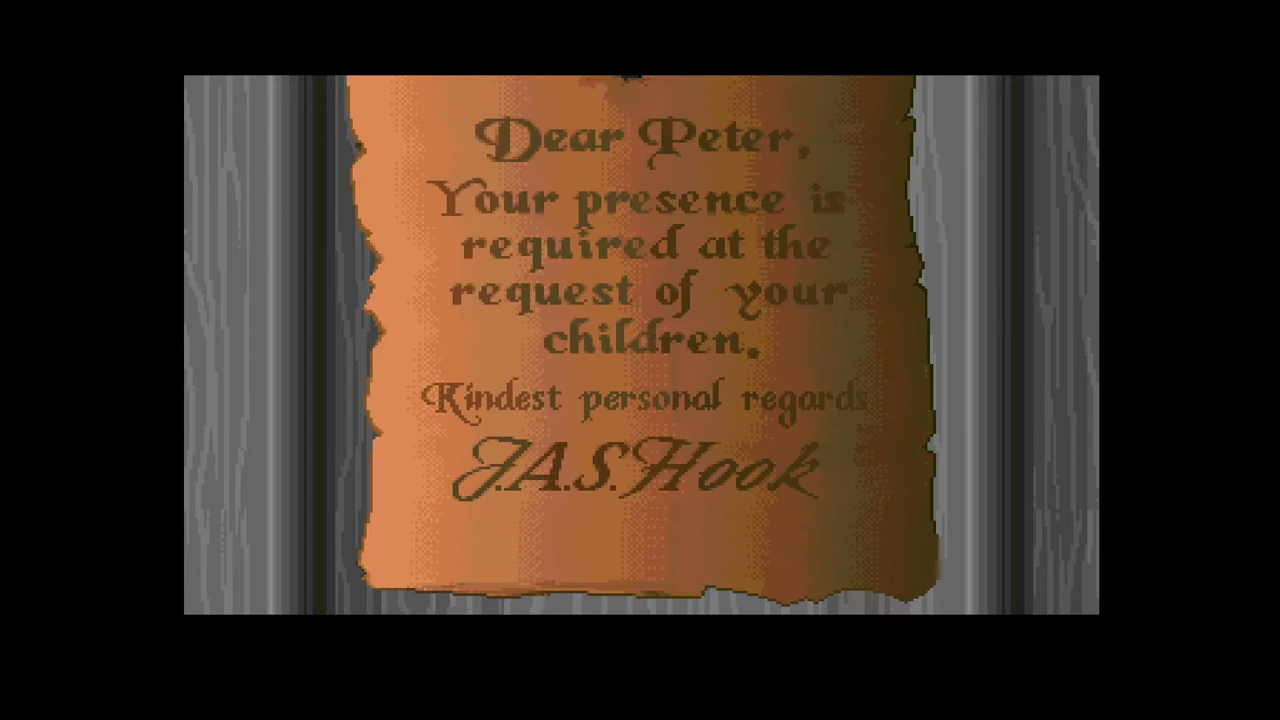 Dear Peter,
Your presence is
required at the
request of your
children.
Kindest personal regards
J.A.S.Hook